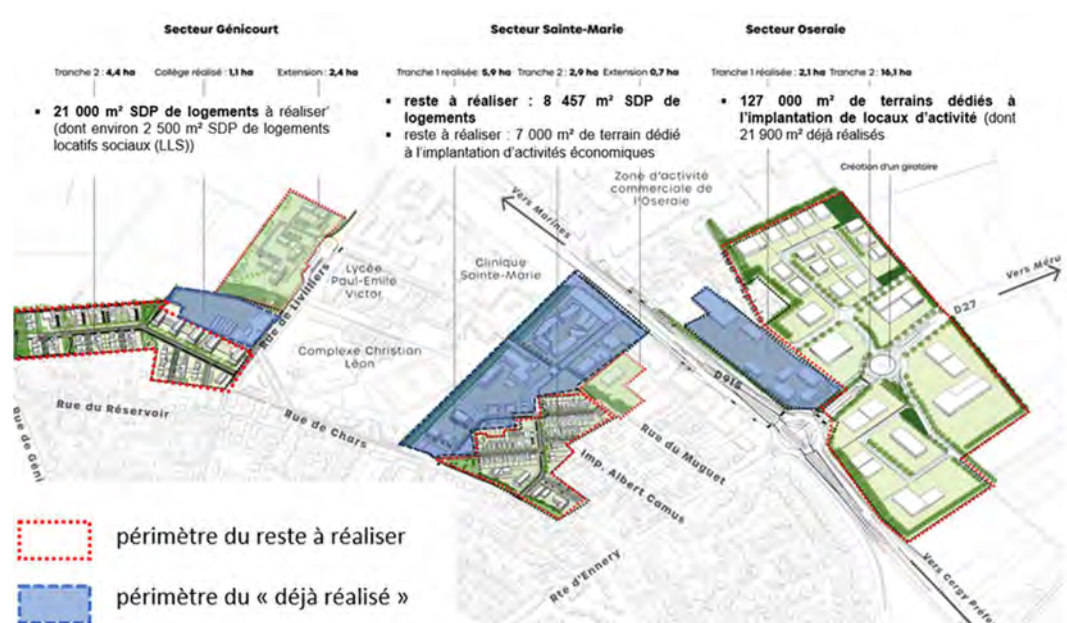 Secteur Génicourt
Tranche 2 : 4,4 ha Collège réalisé : 1,1 ha Extension : 2,4 ha
▪ 21 000 m² SDP de logements à réaliser'
(dont environ 2 500 m² SDP de logements
locatifs sociaux (LLS))
Secteur Sainte-Marie
Tranche 1 réalisée : 5,9 ha Tranche 2 : 2,9 ha Extension 0,7 ha
▪ reste à réaliser : 8 457 m² SDP de
logements
▪ reste à réaliser : 7 000 m² de terrain dédié
à l'implantation d'activités économiques
Secteur Oseraie
Tranche 1 réalisée : 2,1 ha Tranche 2 : 16,1 ha
▪ 127 000 m² de terrains dédiés à
l'implantation de locaux d'activité (dont
21 900 m² déjà réalisés
Création d'un giratoire
Zone d'activité
commerciale de
l'Oseraie
Vers Marines
Clinique
Sainte-Marie
Lycée
Paul-Emile
Victor
Rue de Livilliers
Complexe Christian
Léon
Vers Méru
D27
D915
Rue du Réservoir
Rue de Chars
Rue de Géni
Rue du Muguet
Imp. Albert Camus
Rte d'Ennery
Vers Cergy Préfe
périmètre du reste à réaliser
périmètre du « déjà réalisé »